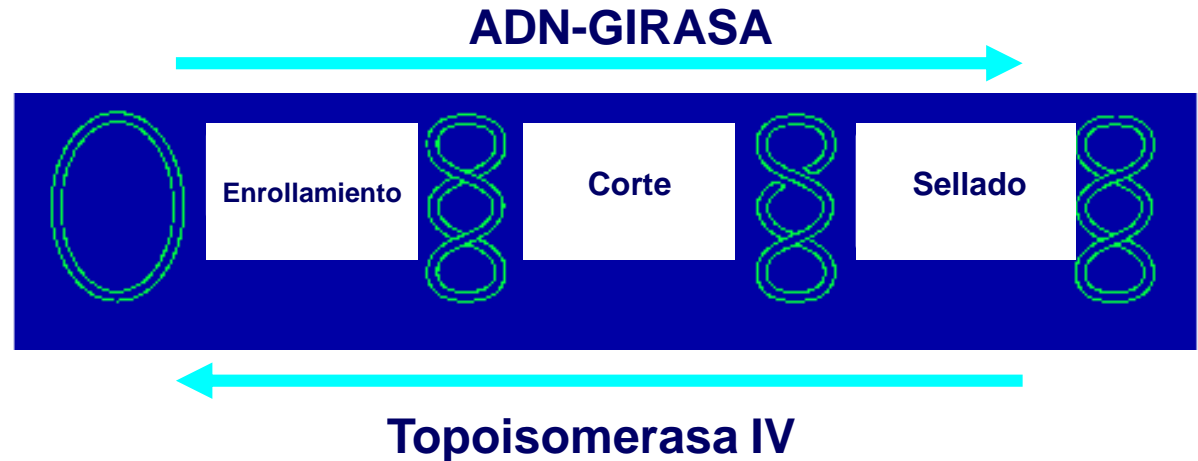 ADN-GIRASA
Enrollamiento
Corte
Sellado
Topoisomerasa IV